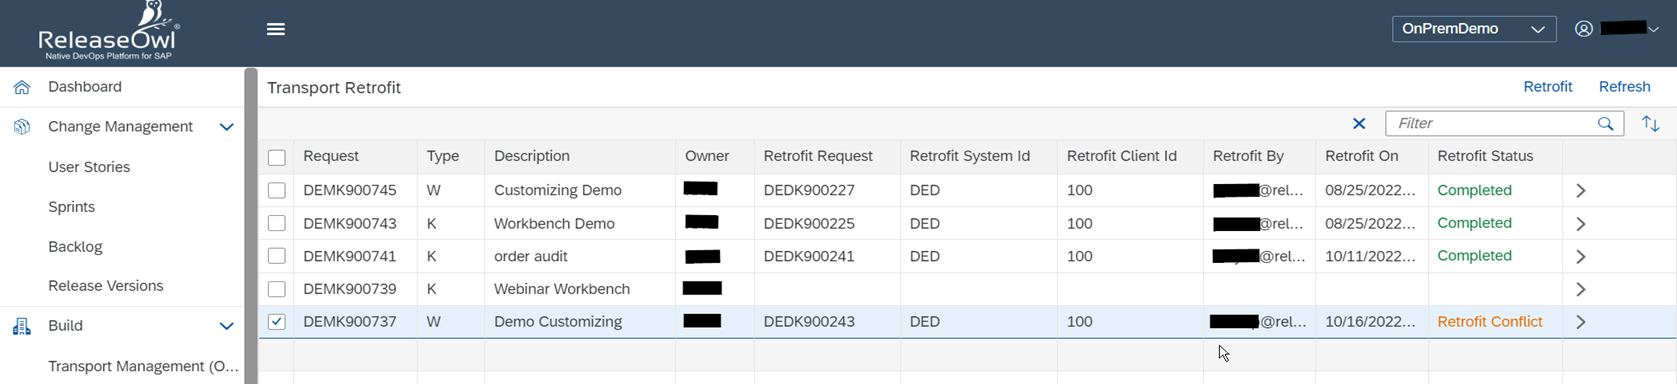 ReleaseOwl®
Native DevOps Platform for SAP
OnPremDemo
Dashboard
Change Management
User Stories
Sprints
Backlog
Release Versions
Build
Transport Management (O...
Transport Retrofit
Retrofit Refresh
Filter
Request Type Description Owner Retrofit Request Retrofit System Id Retrofit Client Id Retrofit By Retrofit On Retrofit Status
DEMK900745 W Customizing Demo DEDK900227 DED 100 @rel... 08/25/2022... Completed
DEMK900743 K Workbench Demo DEDK900225 DED 100 @rel... 08/25/2022... Completed
DEMK900741 K order audit DEDK900241 DED 100 @rel... 10/11/2022... Completed
DEMK900739 K Webinar Workbench
DEMK900737 W Demo Customizing DEDK900243 DED 100 @rel... 10/16/2022... Retrofit Conflict